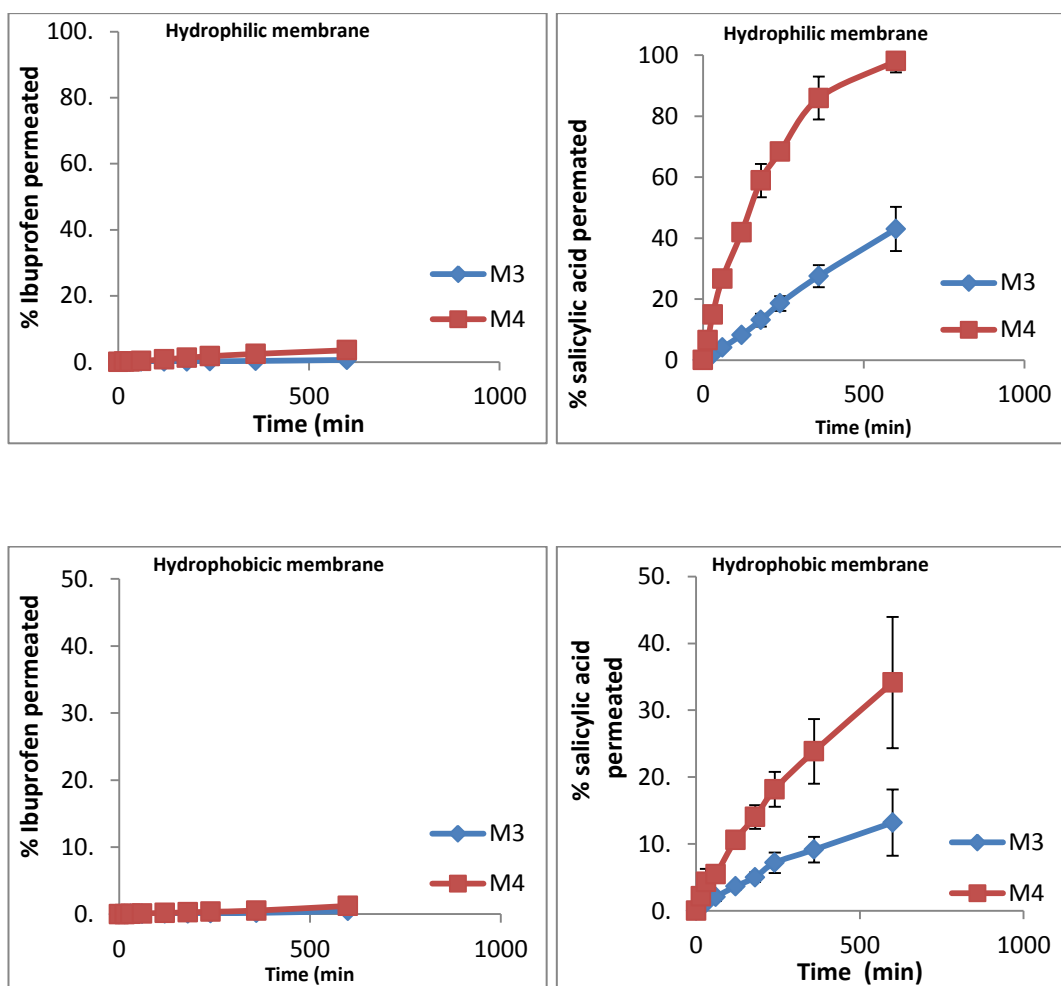 Hydrophilic membrane
% Ibuprofen permeated
100.
80.
60.
40.
20.
0.
0
500
1000
Time (min
M3
M4
Hydrophilic membrane
% salicylic acid peremated
100
80
60
40
20
0
0
500
1000
Time (min)
M3
M4
Hydrophobicic membrane
% Ibuprofen permeated
50.
40.
30.
20.
10.
0.
0
500
1000
Time (min
M3
M4
Hydrophobic membrane
% salicylic acid
permeated
50.
40.
30.
20.
10.
0.
0
500
1000
Time (min)
M3
M4